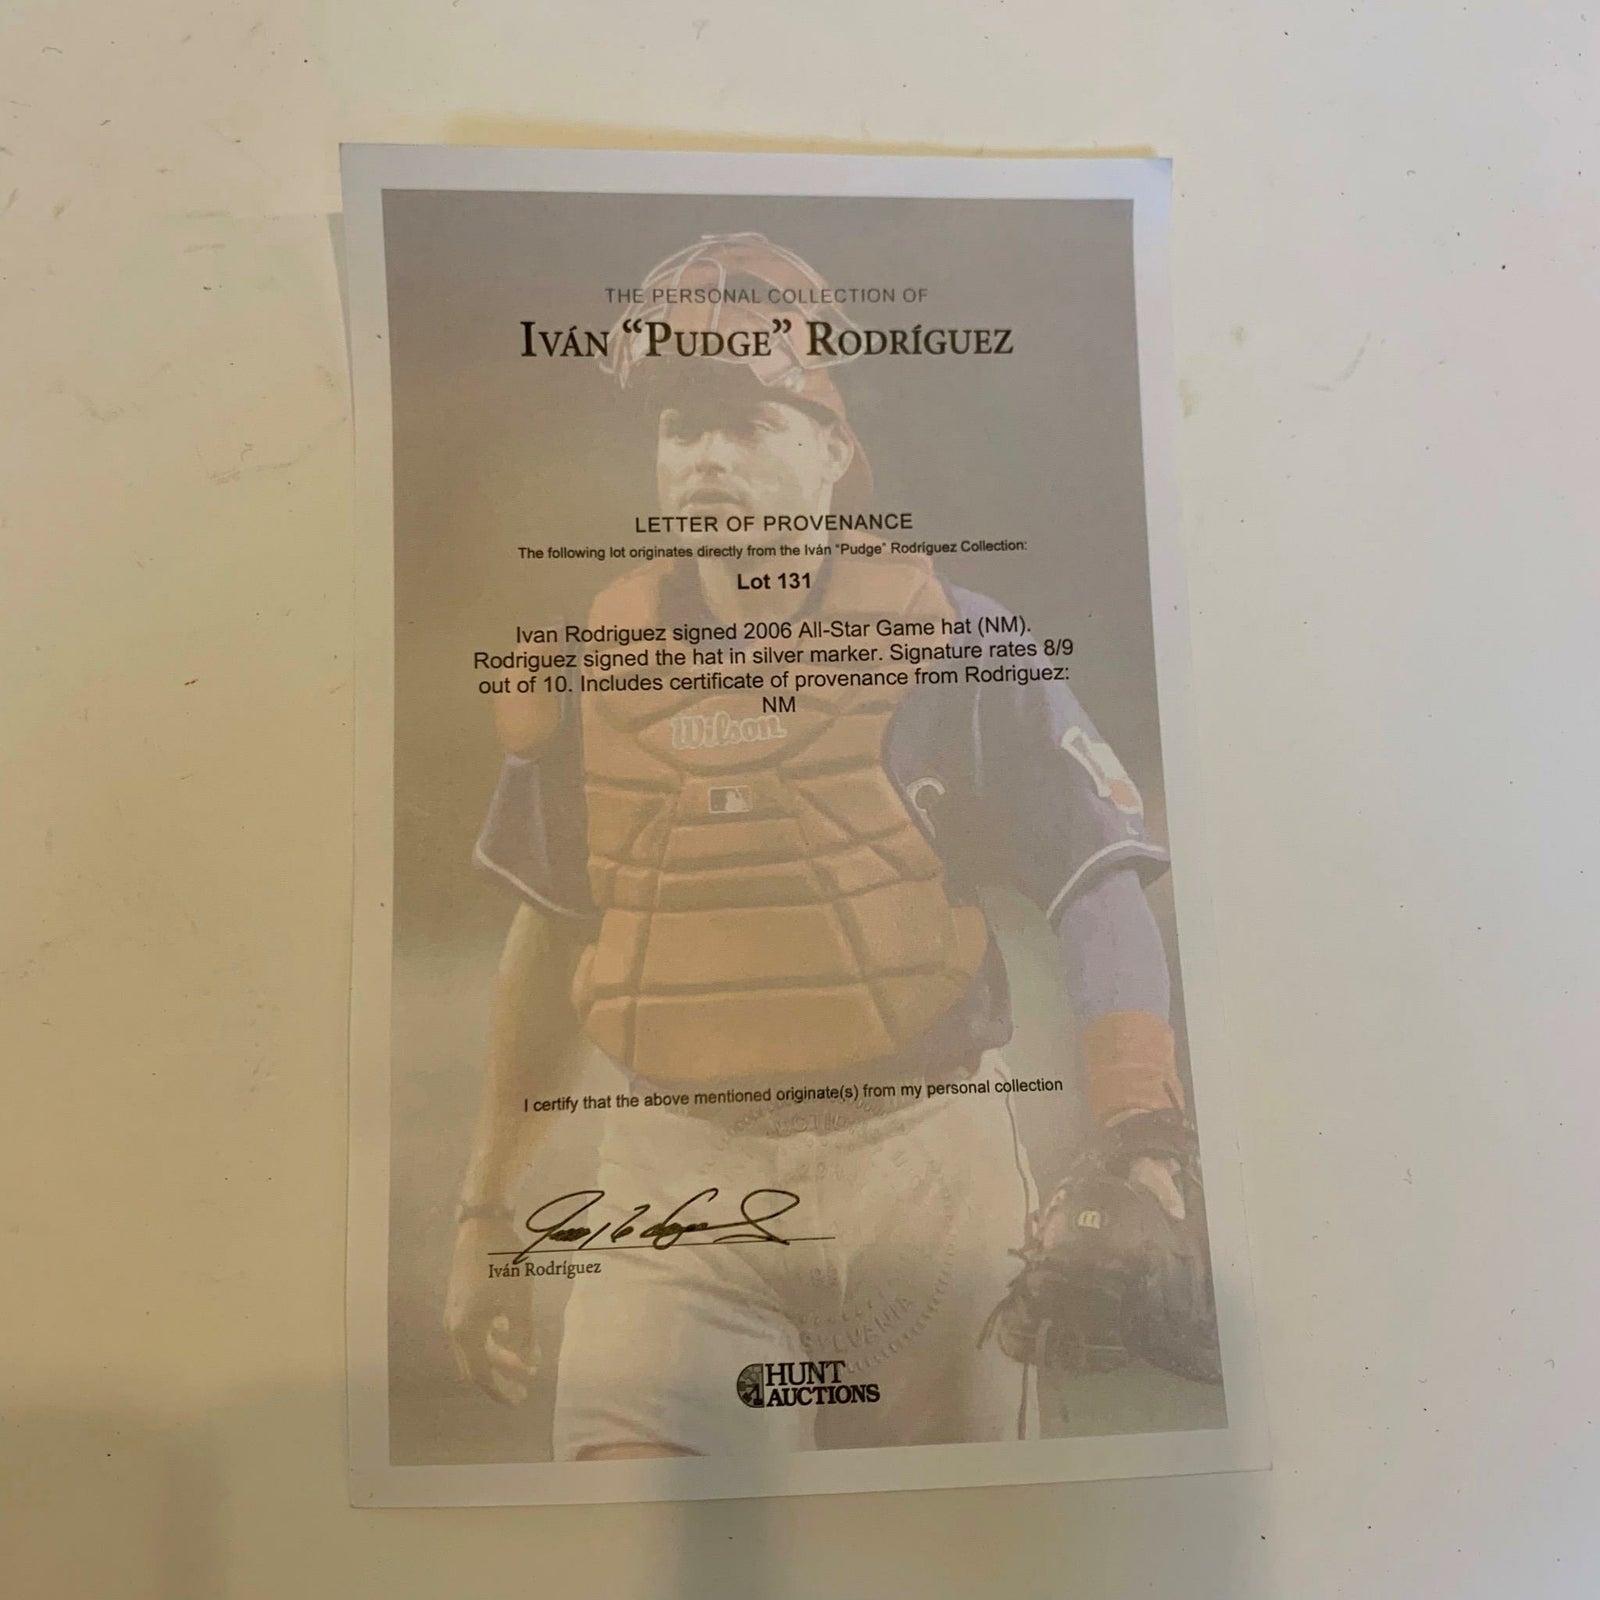 THE PERSONAL COLLECTION OF
IVÁN “PUDGE” RODRÍGUEZ
LETTER OF PROVENANCE
The following lot originates directly from the Iván "Pudge" Rodríguez Collection:
Lot 131
Ivan Rodriguez signed 2006 All-Star Game hat (NM).
Rodriguez signed the hat in silver marker. Signature rates 8/9
out of 10. Includes certificate of provenance from Rodriguez:
NM
Wilson
I certify that the above mentioned originate(s) from my personal collection
Iván Rodríguez
HUNT
AUCTIONS